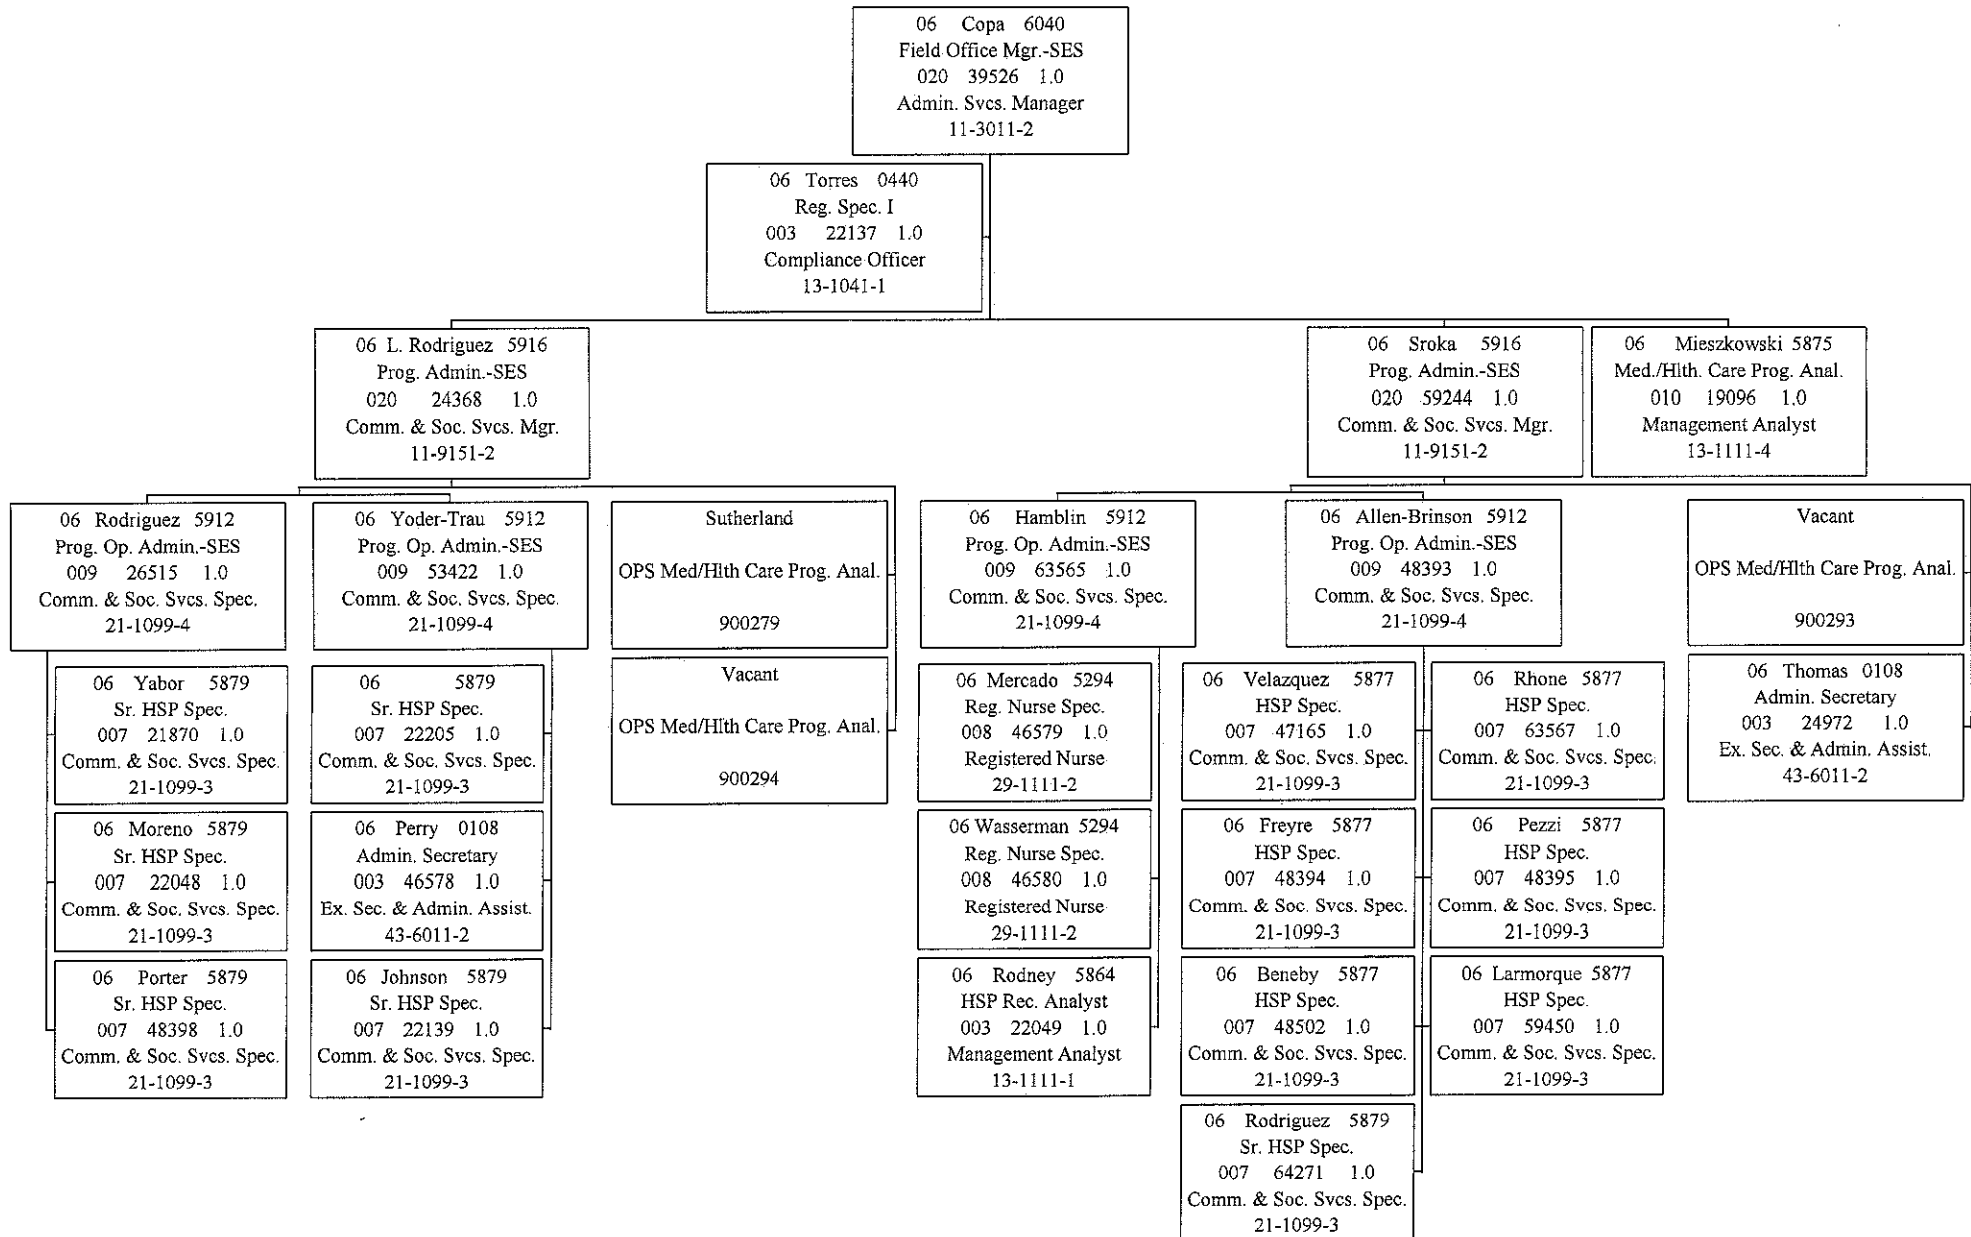 06 Copa 6040
Field Office Mgr.-SES
020 39526 1.0
Admin. Svcs. Manager
11-3011-2
06 Torres 0440
Reg. Spec. I
003 22137 1.0
Compliance Officer
13-1041-1
06 L. Rodriguez 5916
Prog. Admin.-SES
020 24368 1.0
Comm. & Soc. Svcs. Mgr.
11-9151-2
06 Sroka 5916
Prog. Admin.-SES
020 59244 1.0
Comm. & Soc. Svcs. Mgr.
11-9151-2
06 Mieszkowski 5875
Med./Hlth. Care Prog. Anal.
010 19096 1.0
Management Analyst
13-1111-4
06 Rodriguez 5912
Prog. Op. Admin.-SES
009 26515 1.0
Comm. & Soc. Svcs. Spec.
21-1099-4
06 Yoder-Trau 5912
Prog. Op. Admin.-SES
009 53422 1.0
Comm. & Soc. Svcs. Spec.
21-1099-4
Sutherland
OPS Med/Hlth Care Prog. Anal.
900279
06 Hamblin 5912
Prog. Op. Admin.-SES
009 63565 1.0
Comm. & Soc. Svcs. Spec.
21-1099-4
06 Allen-Brinson 5912
Prog. Op. Admin.-SES
009 48393 1.0
Comm. & Soc. Svcs. Spec.
21-1099-4
Vacant
OPS Med/Hlth Care Prog. Anal.
900293
06 Yabor 5879
Sr. HSP Spec.
007 21870 1.0
Comm. & Soc. Svcs. Spec.
21-1099-3
06 5879
Sr. HSP Spec.
007 22205 1.0
Comm. & Soc. Svcs. Spec.
21-1099-3
Vacant
OPS Med/Hlth Care Prog. Anal.
900294
06 Mercado 5294
Reg. Nurse Spec.
008 46579 1.0
Registered Nurse
29-1111-2
06 Velazquez 5877
HSP Spec.
007 47165 1.0
Comm. & Soc. Svcs. Spec.
21-1099-3
06 Rhone 5877
HSP Spec.
007 63567 1.0
Comm. & Soc. Svcs. Spec.
21-1099-3
06 Thomas 0108
Admin. Secretary
003 24972 1.0
Ex. Sec. & Admin. Assist.
43-6011-2
06 Moreno 5879
Sr. HSP Spec.
007 22048 1.0
Comm. & Soc. Svcs. Spec.
21-1099-3
06 Perry 0108
Admin. Secretary
003 46578 1.0
Ex. Sec. & Admin. Assist.
43-6011-2
06 Wasserman 5294
Reg. Nurse Spec.
008 46580 1.0
Registered Nurse
29-1111-2
06 Freyre 5877
HSP Spec.
007 48394 1.0
Comm. & Soc. Svcs. Spec.
21-1099-3
06 Pezzi 5877
HSP Spec.
007 48395 1.0
Comm. & Soc. Svcs. Spec.
21-1099-3
06 Porter 5879
Sr. HSP Spec.
007 48398 1.0
Comm. & Soc. Svcs. Spec.
21-1099-3
06 Johnson 5879
Sr. HSP Spec.
007 22139 1.0
Comm. & Soc. Svcs. Spec.
21-1099-3
06 Rodney 5864
HSP Rec. Analyst
003 22049 1.0
Management Analyst
13-1111-1
06 Beneby 5877
HSP Spec.
007 48502 1.0
Comm. & Soc. Svcs. Spec.
21-1099-3
06 Larmorque 5877
HSP Spec.
007 59450 1.0
Comm. & Soc. Svcs. Spec.
21-1099-3
06 Rodriguez 5879
Sr. HSP Spec.
007 64271 1.0
Comm. & Soc. Svcs. Spec.
21-1099-3